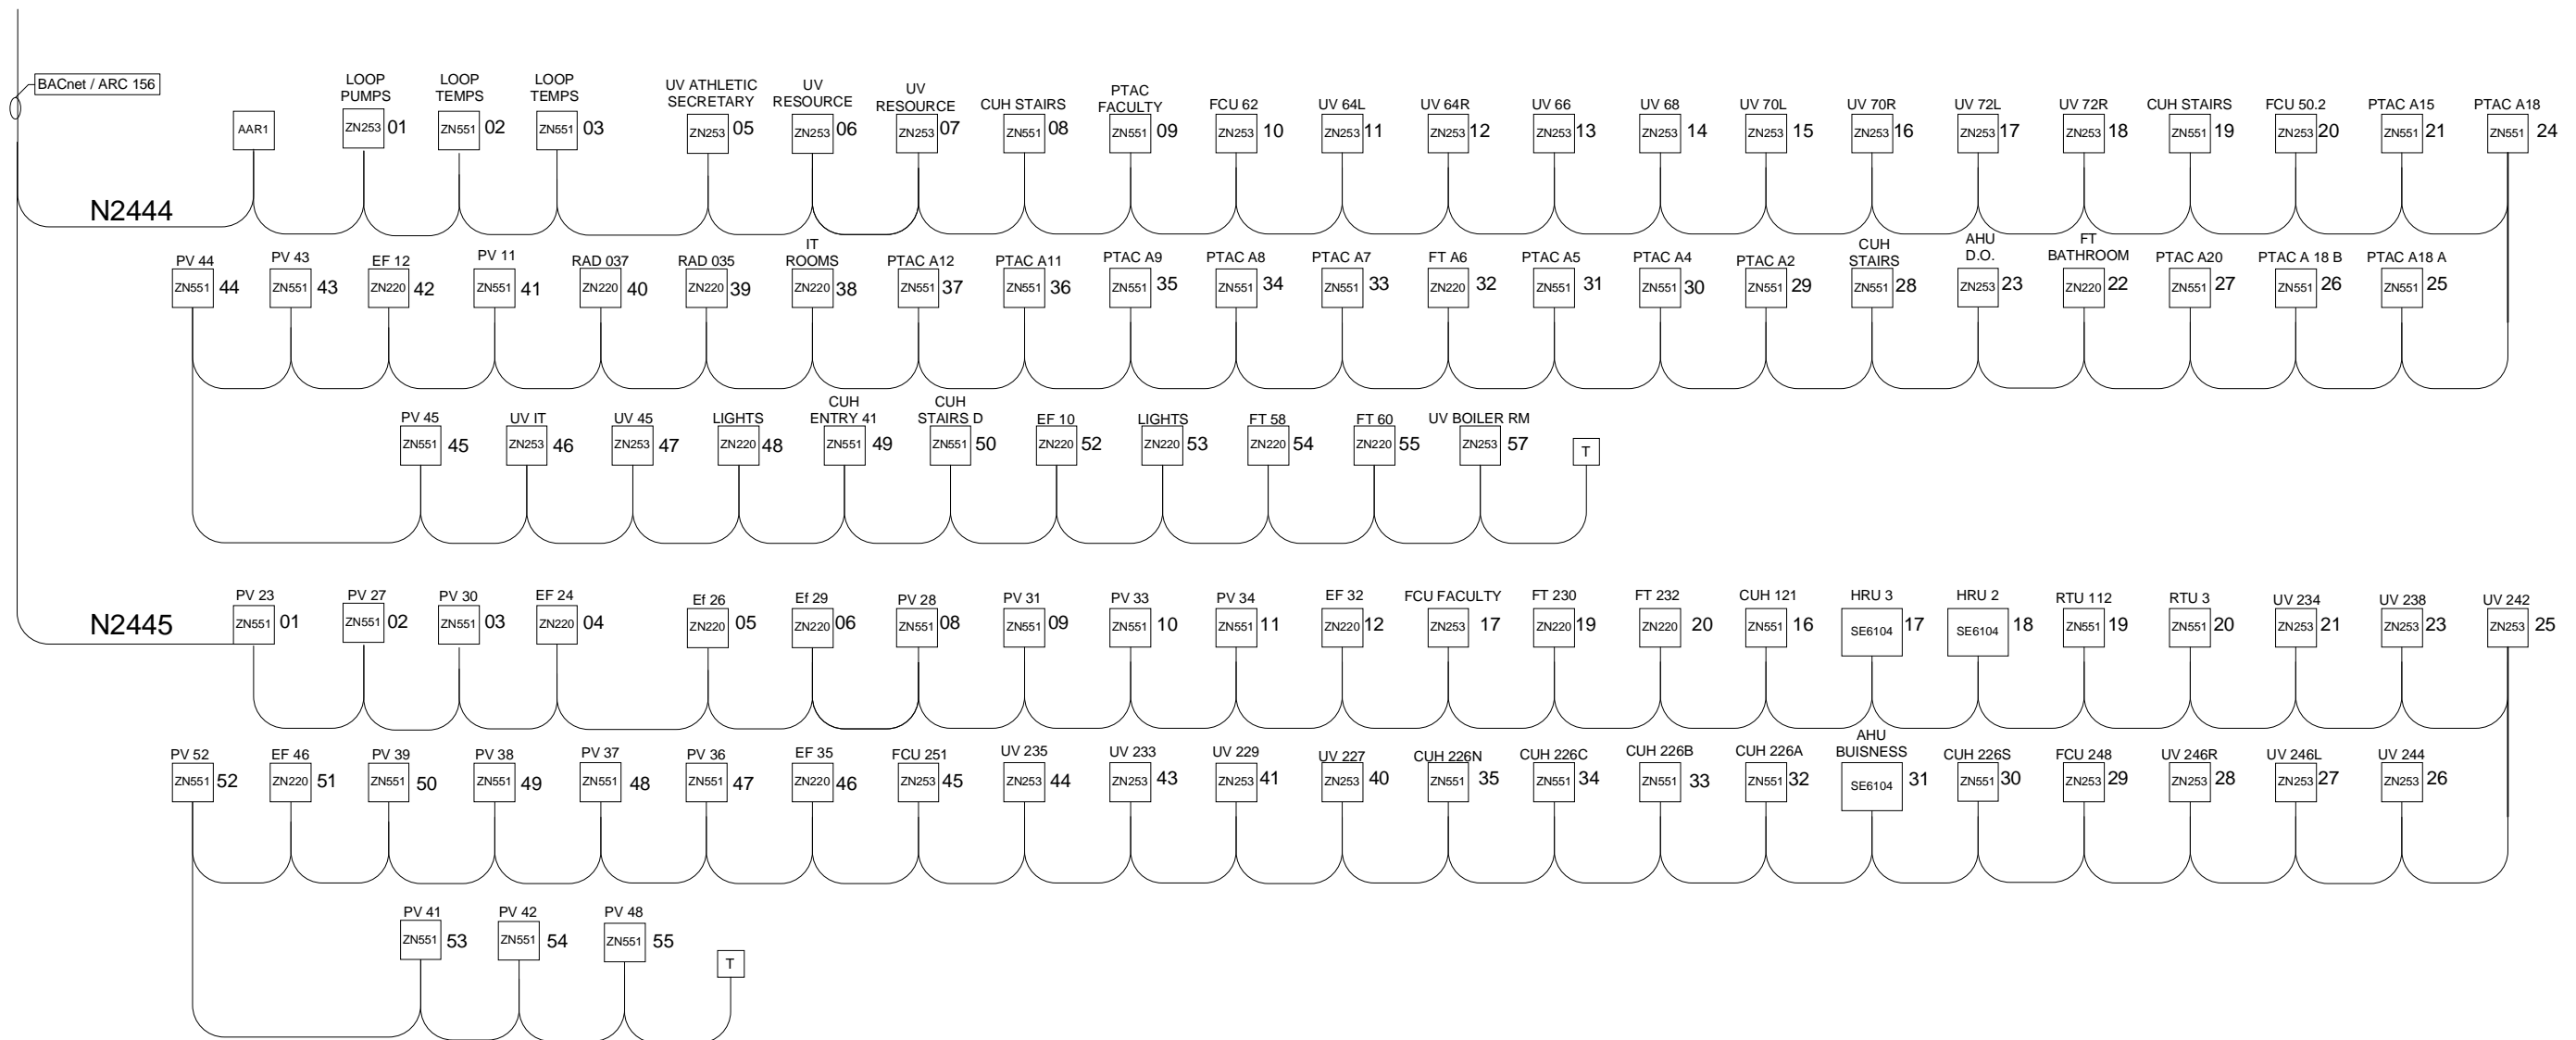 BACnet / ARC 156
N2444
AAR1
LOOP
PUMPS
ZN253 01
LOOP
TEMPS
ZN551 02
LOOP
TEMPS
ZN551 03
UV ATHLETIC
SECRETARY
ZN253 05
UV
RESOURCE
ZN253 06
UV
RESOURCE
ZN253 07
CUH STAIRS
ZN551 08
PTAC
FACULTY
ZN551 09
FCU 62
ZN253 10
UV 64L
ZN253 11
UV 64R
ZN253 12
UV 66
ZN253 13
UV 68
ZN253 14
UV 70L
ZN253 15
UV 70R
ZN253 16
UV 72L
ZN253 17
UV 72R
ZN253 18
CUH STAIRS
ZN551 19
FCU 50.2
ZN253 20
PTAC A15
ZN551 21
PTAC A18
ZN551 24
PV 44
ZN551 44
PV 43
ZN551 43
EF 12
ZN220 42
PV 11
ZN551 41
RAD 037
ZN220 40
RAD 035
ZN220 39
IT
ROOMS
ZN220 38
PTAC A12
ZN551 37
PTAC A11
ZN551 36
PTAC A9
ZN551 35
PTAC A8
ZN551 34
PTAC A7
ZN551 33
FT A6
ZN220 32
PTAC A5
ZN551 31
PTAC A4
ZN551 30
PTAC A2
ZN551 29
CUH
STAIRS
ZN551 28
AHU
D.O.
ZN253 23
FT
BATHROOM
ZN220 22
PTAC A20
ZN551 27
PTAC A 18 B
ZN551 26
PTAC A18 A
ZN551 25
PV 45
ZN551 45
UV IT
ZN253 46
UV 45
ZN253 47
LIGHTS
ZN220 48
CUH
ENTRY 41
ZN551 49
CUH
STAIRS D
ZN551 50
EF 10
ZN220 52
LIGHTS
ZN220 53
FT 58
ZN220 54
FT 60
ZN220 55
UV BOILER RM
ZN253 57
T
N2445
PV 23
ZN551 01
PV 27
ZN551 02
PV 30
ZN551 03
EF 24
ZN220 04
Ef 26
ZN220 05
Ef 29
ZN220 06
PV 28
ZN551 08
PV 31
ZN551 09
PV 33
ZN551 10
PV 34
ZN551 11
EF 32
ZN220 12
FCU FACULTY
ZN253 17
FT 230
ZN220 19
FT 232
ZN220 20
CUH 121
ZN551 16
HRU 3
SE6104 17
HRU 2
SE6104 18
RTU 112
ZN551 19
RTU 3
ZN551 20
UV 234
ZN253 21
UV 238
ZN253 23
UV 242
ZN253 25
PV 52
ZN551 52
EF 46
ZN220 51
PV 39
ZN551 50
PV 38
ZN551 49
PV 37
ZN551 48
PV 36
ZN551 47
EF 35
ZN220 46
FCU 251
ZN253 45
UV 235
ZN253 44
UV 233
ZN253 43
UV 229
ZN253 41
UV 227
ZN253 40
CUH 226N
ZN551 35
CUH 226C
ZN551 34
CUH 226B
ZN551 33
CUH 226A
ZN551 32
AHU
BUISNESS
SE6104 31
CUH 226S
ZN551 30
FCU 248
ZN253 29
UV 246R
ZN253 28
UV 246L
ZN253 27
UV 244
ZN253 26
PV 41
ZN551 53
PV 42
ZN551 54
PV 48
ZN551 55
T